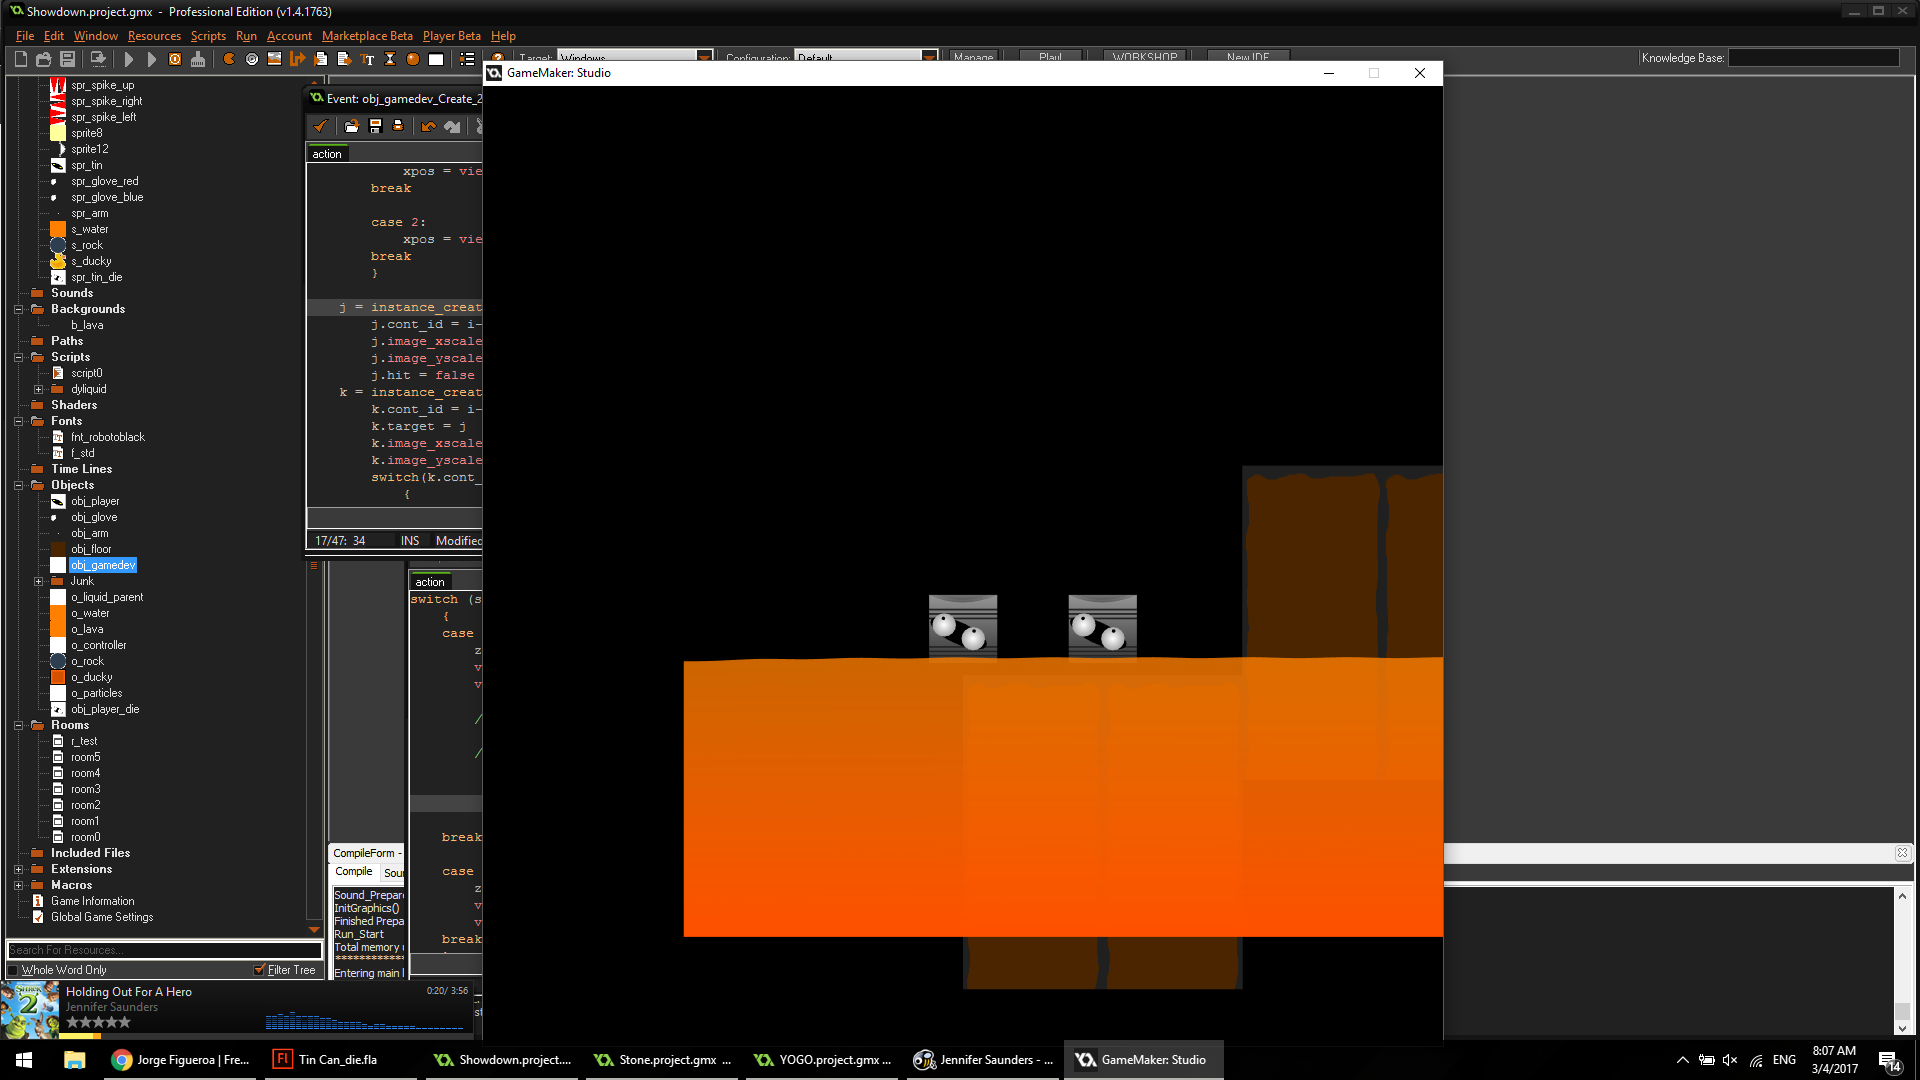 Showdown.project.gmx - Professional Edition (v1.4.1763)
File Edit Window Resources Scripts Run Account Marketplace Beta Player Beta Help
Target: Windows Configuration: Default Manage Play! WORKSHOP New IDE Knowledge Base:
spr_spike_up
spr_spike_right
spr_spike_left
sprite8
sprite12
spr_tin
spr_glove_red
spr_glove_blue
spr_arm
s_water
s_rock
s_ducky
spr_tin_die
Sounds
Backgrounds
b_lava
Paths
Scripts
script0
dyliquid
Shaders
Fonts
fnt_robotoblack
f_std
Time Lines
Objects
obj_player
obj_glove
obj_arm
obj_floor
obj_gamedev
Junk
o_liquid_parent
o_water
o_lava
o_controller
o_rock
o_ducky
o_particles
obj_player_die
Rooms
r_test
room5
room4
room3
room2
room1
room0
Included Files
Extensions
Macros
Game Information
Global Game Settings
Search For Resources...
Whole Word Only Filter Tree
Event: obj_gamedev_Create_2
action
xpos = vie
break
case 2:
xpos = vie
break
}
j = instance_creat
j.cont_id = i-
j.image_xscale
j.image_yscale
j.hit = false
k = instance_creat
k.cont_id = i-
k.target = j
k.image_xscale
k.image_yscale
switch(k.cont_
{
17/47: 34 INS Modified
action
switch (s
{
case
z
v
v
/
/
break
case
z
v
v
break
CompileForm -
Compile Sour
Sound_Prepare
InitGraphics()
Finished Prepa
Run_Start
Total memory u
*************
Entering main l
GameMaker: Studio
Holding Out For A Hero
0:20/ 3:56
Jennifer Saunders
SHREK 2
Jorge Figueroa | Fre...
Tin Can_die.fla
Showdown.project....
Stone.project.gmx ...
YOGO.project.gmx ...
Jennifer Saunders - ...
GameMaker: Studio
ENG
8:07 AM
3/4/2017
14